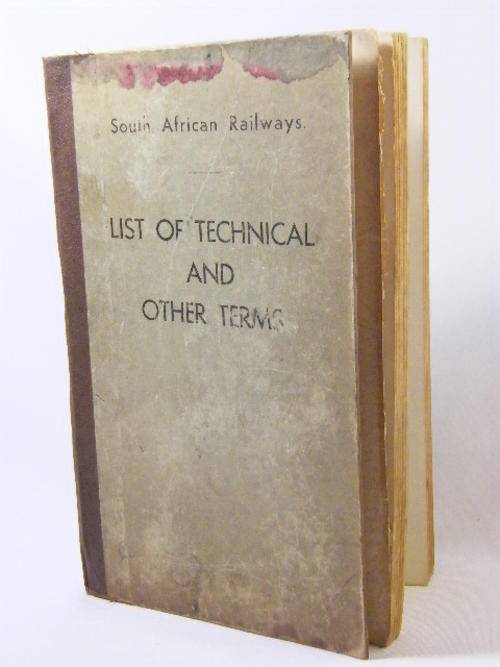 South African Railways.
LIST OF TECHNICAL
AND
OTHER TERMS